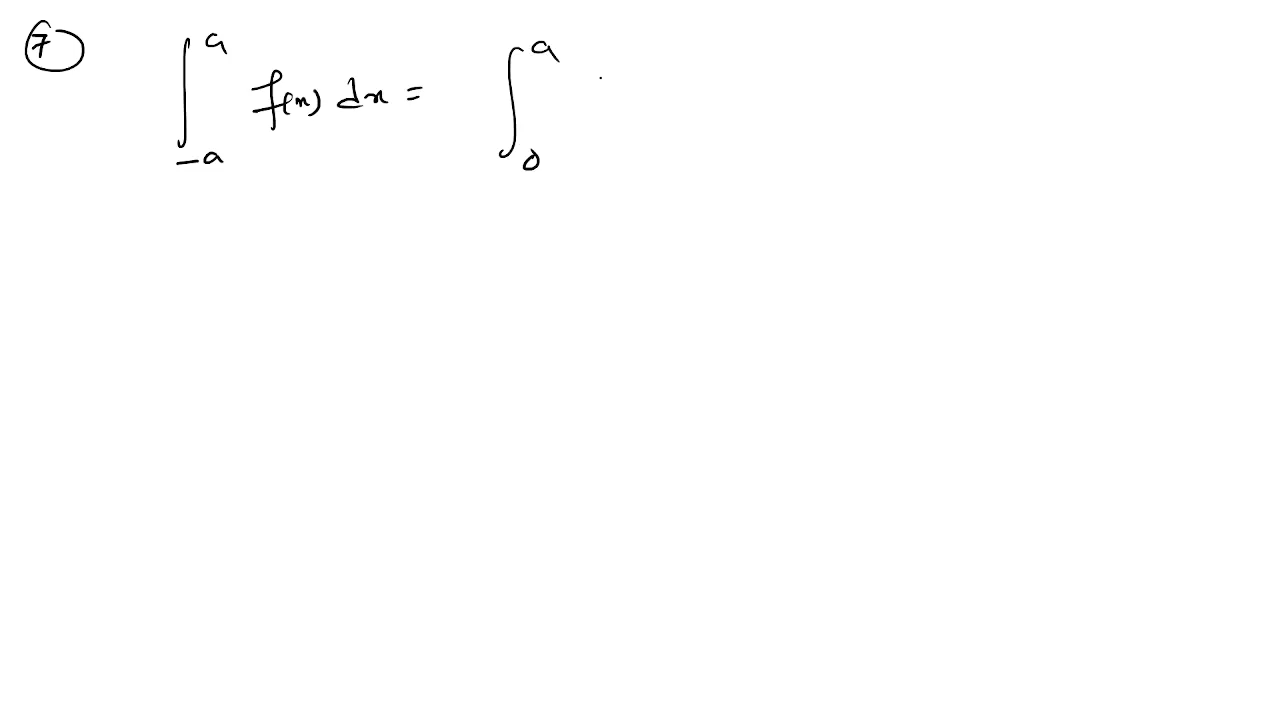 ⑦ ∫_{-a}^{a} f(x) dx = ∫_{0}^{a}